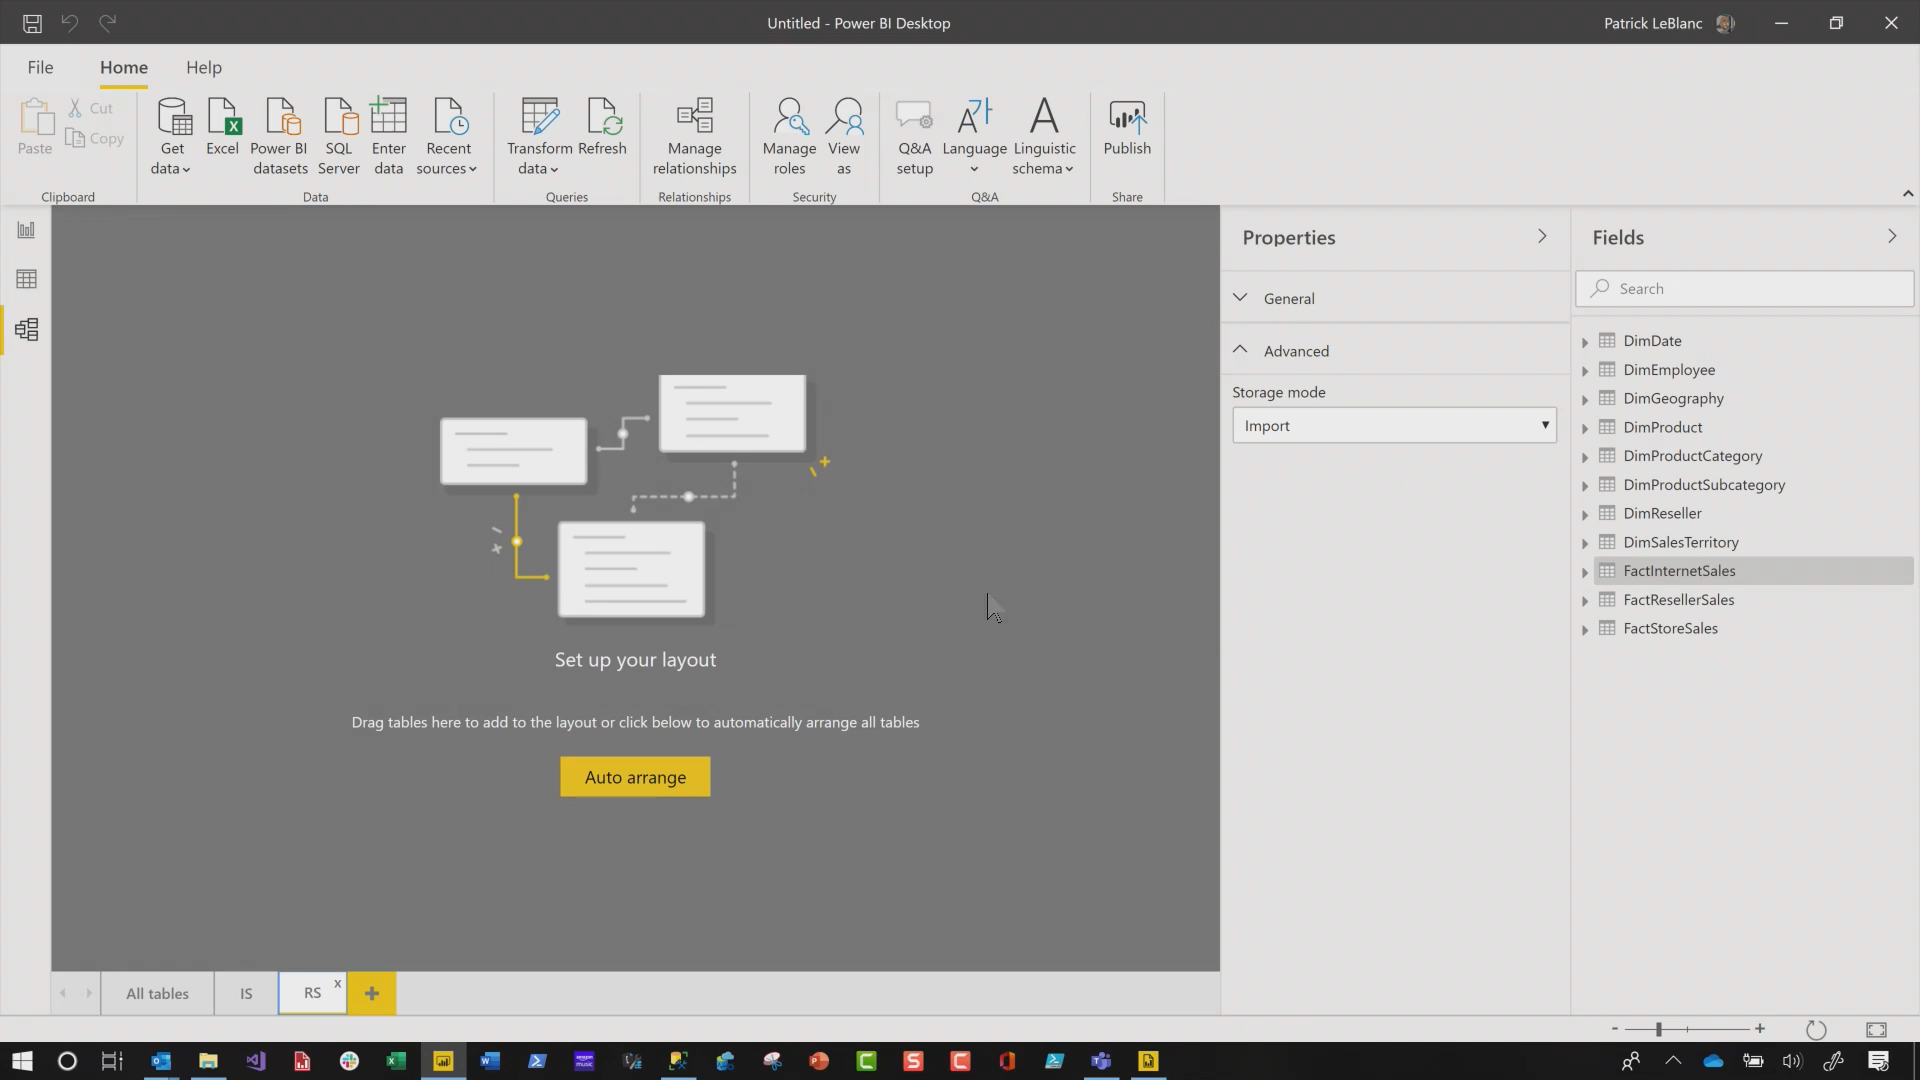 Untitled - Power BI Desktop
Patrick LeBlanc
File
Home
Help
Paste
Cut
Copy
Get
data
Excel
Power BI
datasets
SQL
Server
Enter
data
Recent
sources
Transform
data
Refresh
Manage
relationships
Manage
roles
View
as
Q&A
setup
Language
Linguistic
schema
Publish
Clipboard
Data
Queries
Relationships
Security
Q&A
Share
Set up your layout
Drag tables here to add to the layout or click below to automatically arrange all tables
Auto arrange
Properties
General
Advanced
Storage mode
Import
Fields
Search
DimDate
DimEmployee
DimGeography
DimProduct
DimProductCategory
DimProductSubcategory
DimReseller
DimSalesTerritory
FactInternetSales
FactResellerSales
FactStoreSales
All tables
IS
RS
x